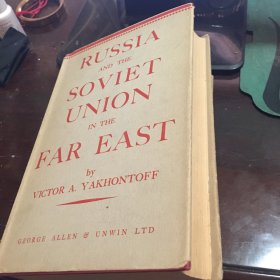 RUSSIA
AND THE
SOVIET
UNION
IN THE
FAR EAST
by
VICTOR A. YAKHONTOFF
GEORGE ALLEN & UNWIN LTD